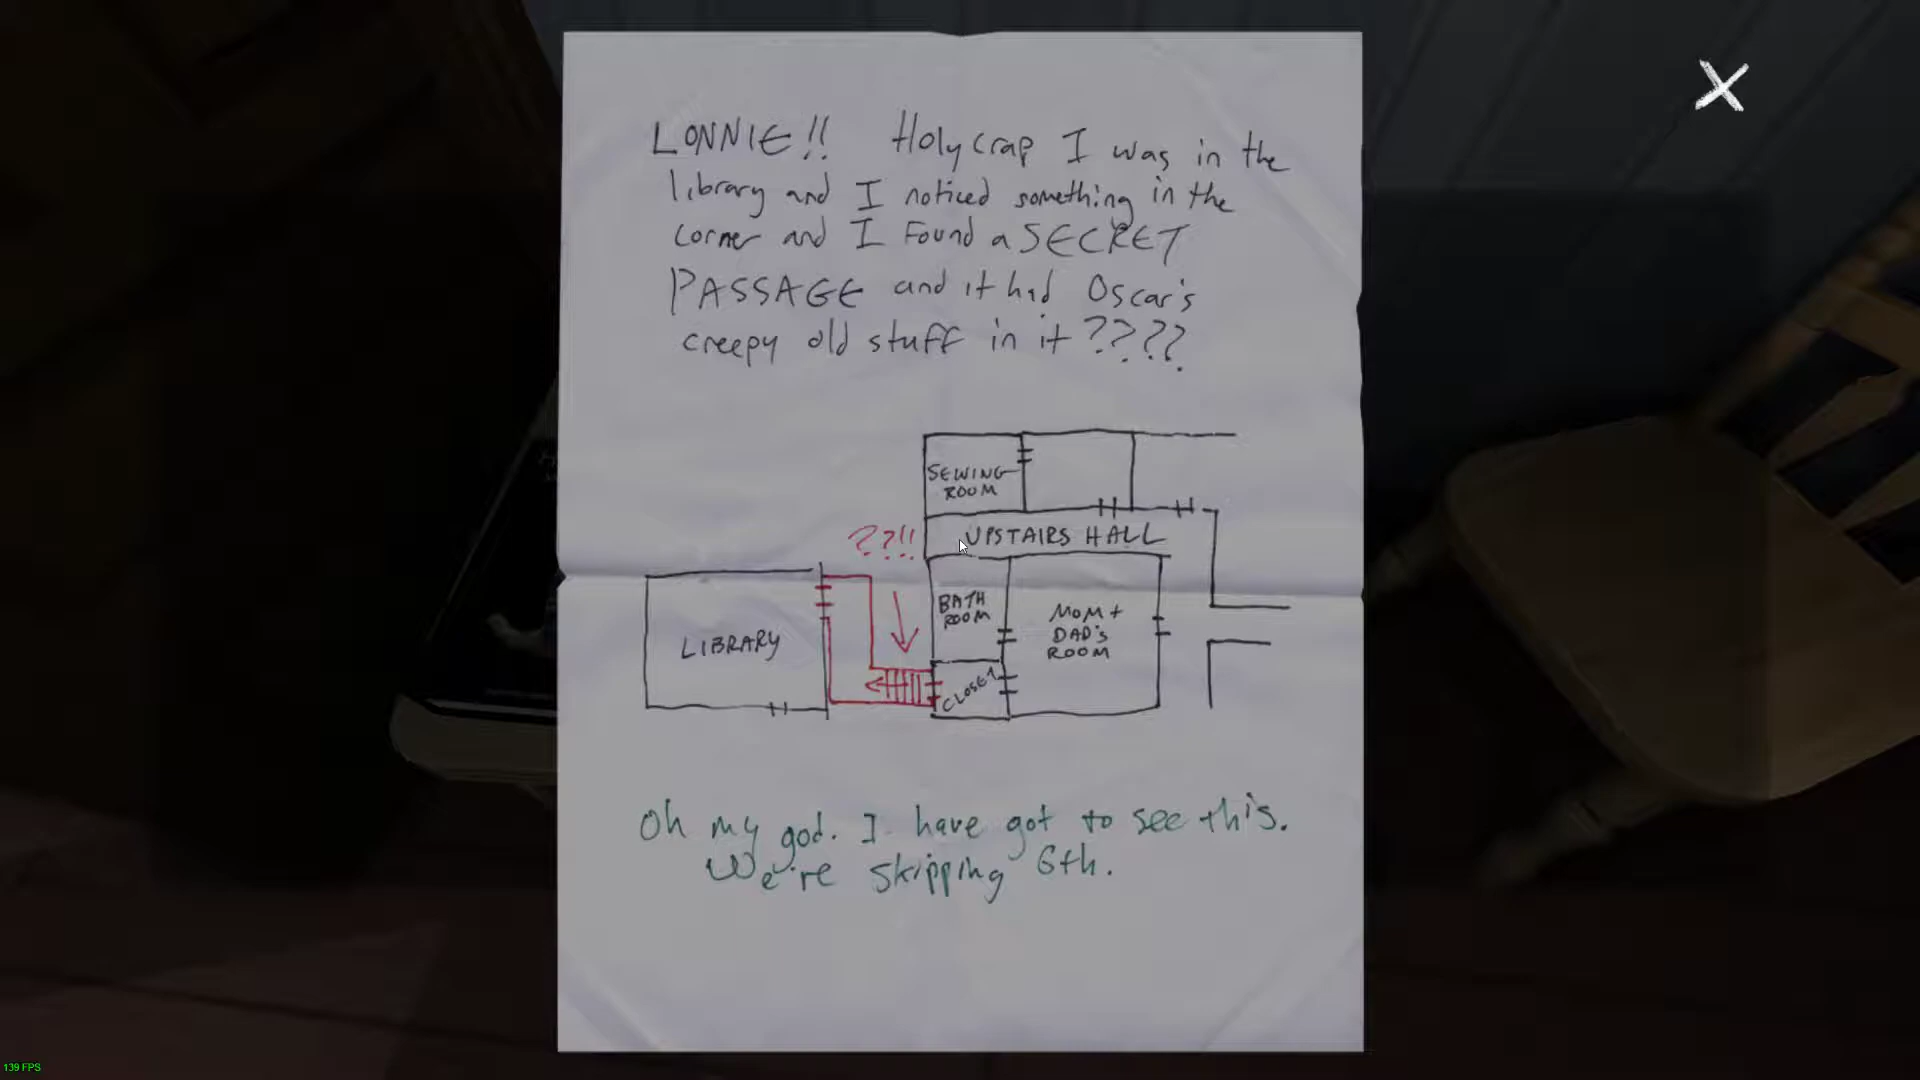 LONNIE!! Holy crap I was in the
library and I noticed something in the
corner and I Found a SECRET
PASSAGE and it had Oscar's
creepy old stuff in it????
SEWING
ROOM
??!!
UPSTAIRS HALL
LIBRARY
BATH
ROOM
CLOSET
MOM +
DAD'S
ROOM
Oh my god. I have got to see this.
We're skipping 6th.
139 FPS